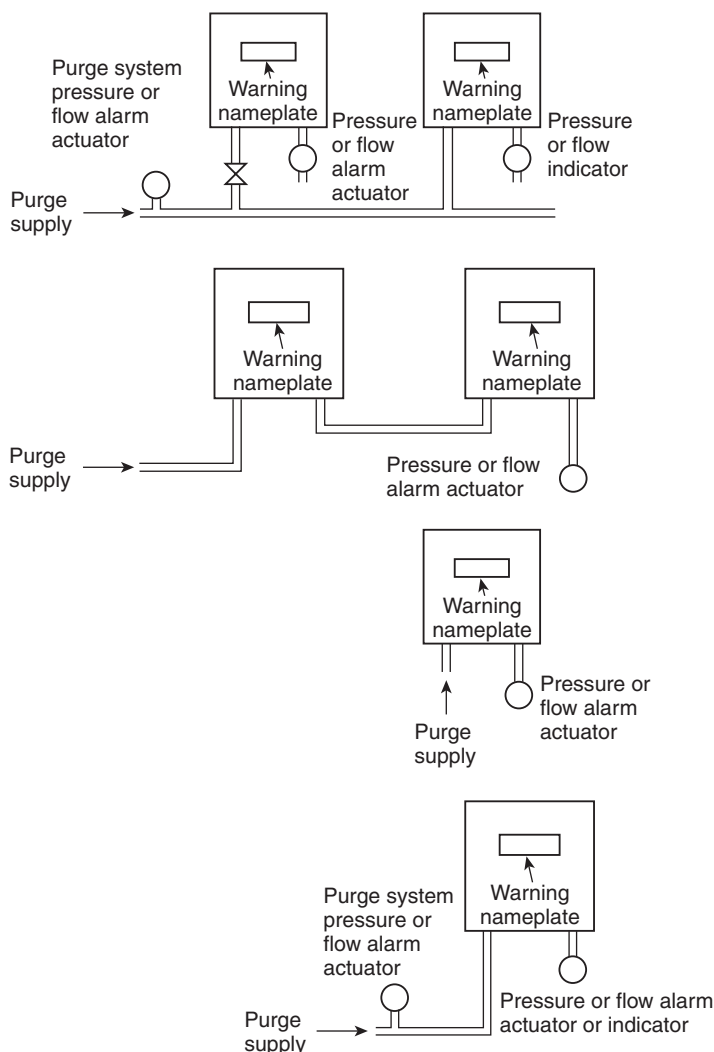 Purge system
pressure or
flow alarm
actuator
Warning
nameplate
Pressure
or flow
alarm
actuator
Warning
nameplate
Pressure
or flow
indicator
Purge
supply
Warning
nameplate
Warning
nameplate
Purge
supply
Pressure or flow
alarm actuator
Warning
nameplate
Pressure or
flow alarm
actuator
Purge
supply
Warning
nameplate
Purge system
pressure or
flow alarm
actuator
Pressure or flow alarm
actuator or indicator
Purge
supply